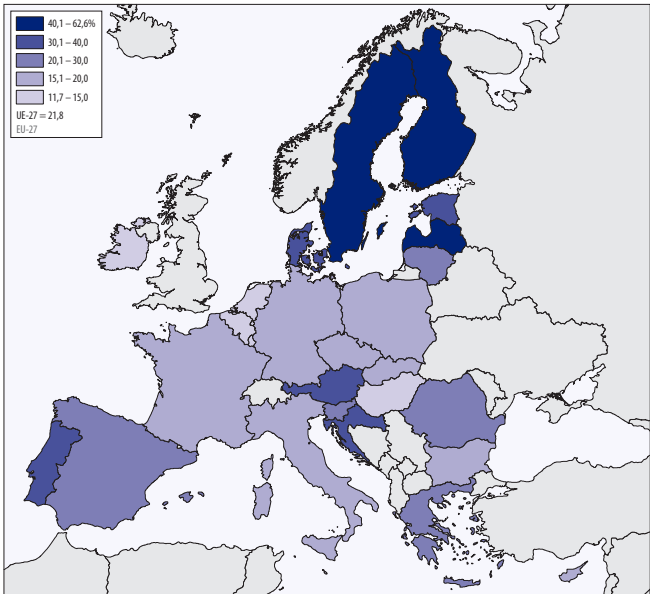 40,1 – 62,6%
30,1 – 40,0
20,1 – 30,0
15,1 – 20,0
11,7 – 15,0
UE-27 = 21,8
EU-27